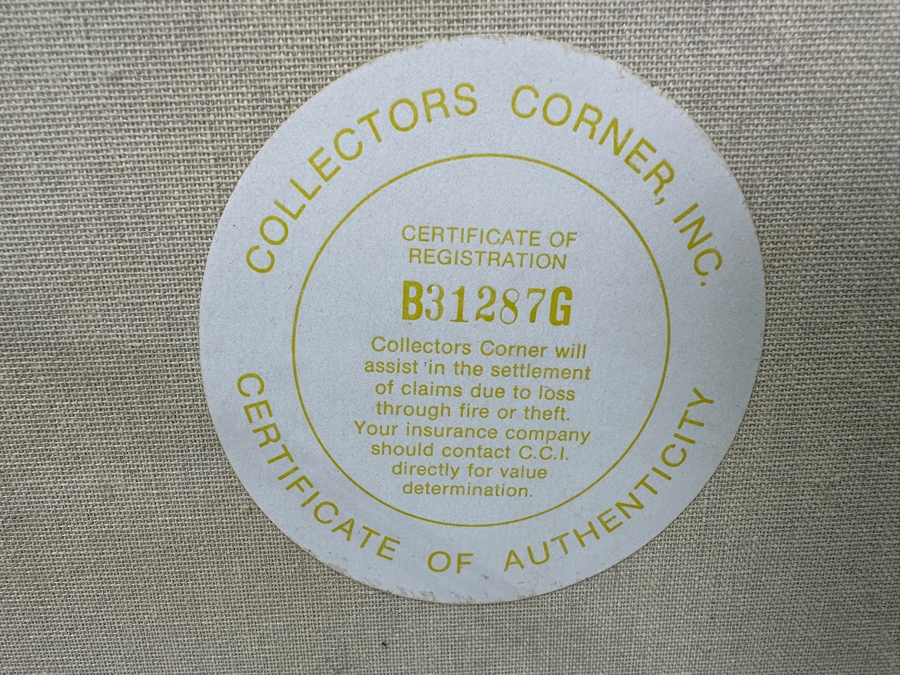 COLLECTORS CORNER, INC.
CERTIFICATE OF
REGISTRATION
B31287G
Collectors Corner will
assist in the settlement
of claims due to loss
through fire or theft.
Your insurance company
should contact C.C.I.
directly for value
determination.
CERTIFICATE OF AUTHENTICITY